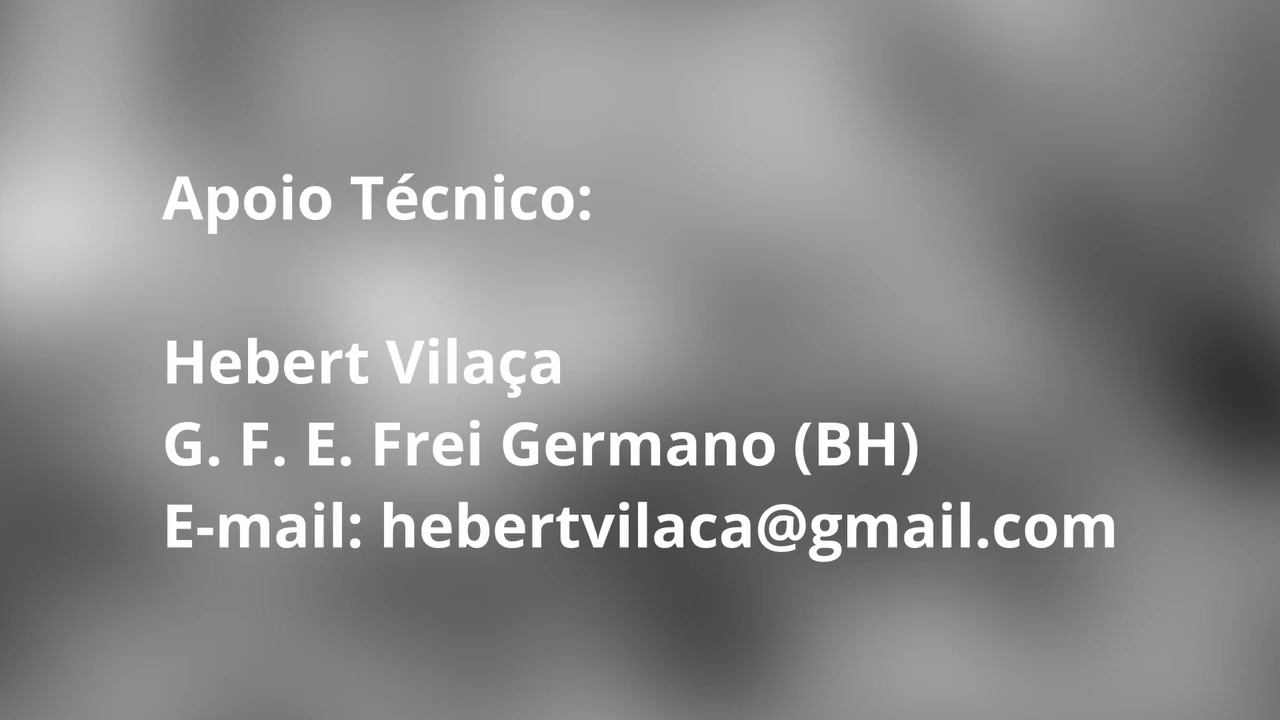 Apoio Técnico:
Hebert Vilaça
G. F. E. Frei Germano (BH)
E-mail: hebertvilaca@gmail.com